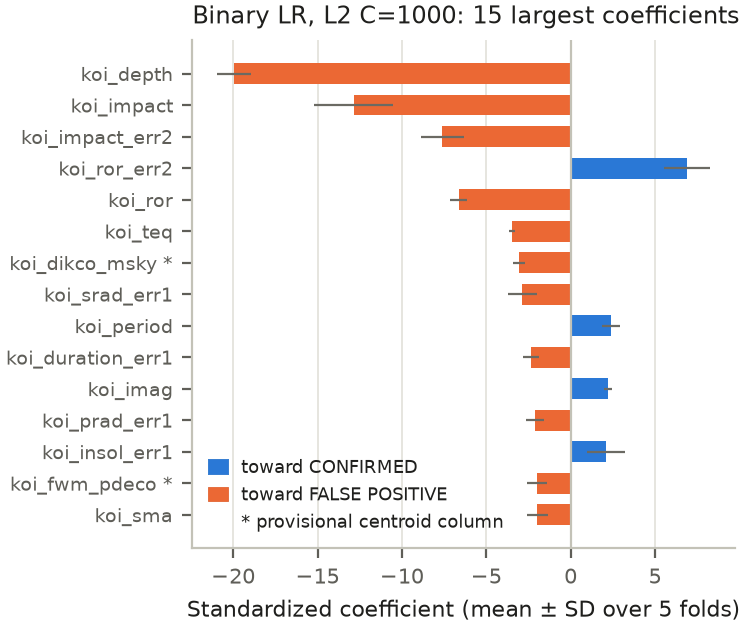 Binary LR, L2 C=1000: 15 largest coefficients
koi_depth
koi_impact
koi_impact_err2
koi_ror_err2
koi_ror
koi_teq
koi_dikco_msky *
koi_srad_err1
koi_period
koi_duration_err1
koi_imag
koi_prad_err1
koi_insol_err1
koi_fwm_pdeco *
koi_sma
toward CONFIRMED
toward FALSE POSITIVE
* provisional centroid column
−20 −15 −10 −5 0 5
Standardized coefficient (mean ± SD over 5 folds)